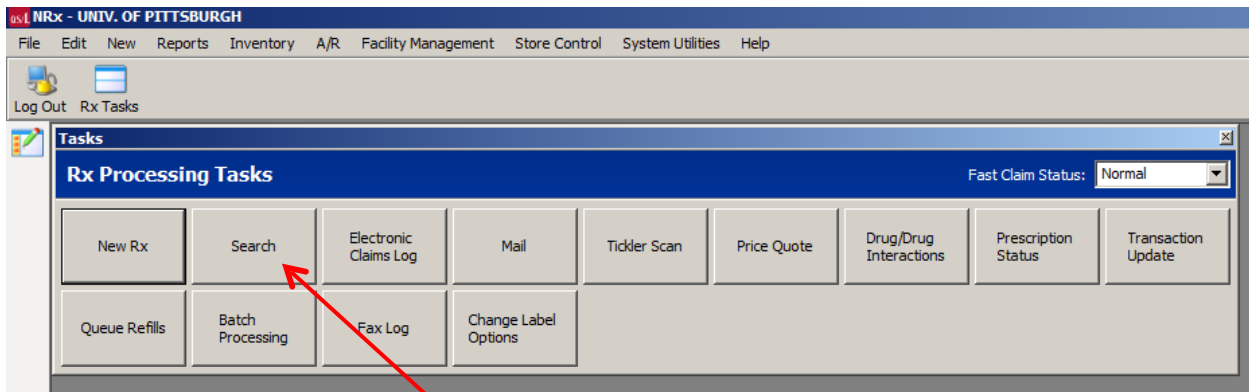 QS/1 NRx - UNIV. OF PITTSBURGH
File Edit New Reports Inventory A/R Facility Management Store Control System Utilities Help
Log Out Rx Tasks
Tasks
Rx Processing Tasks
Fast Claim Status: Normal
New Rx
Search
Electronic
Claims Log
Mail
Tickler Scan
Price Quote
Drug/Drug
Interactions
Prescription
Status
Transaction
Update
Queue Refills
Batch
Processing
Fax Log
Change Label
Options